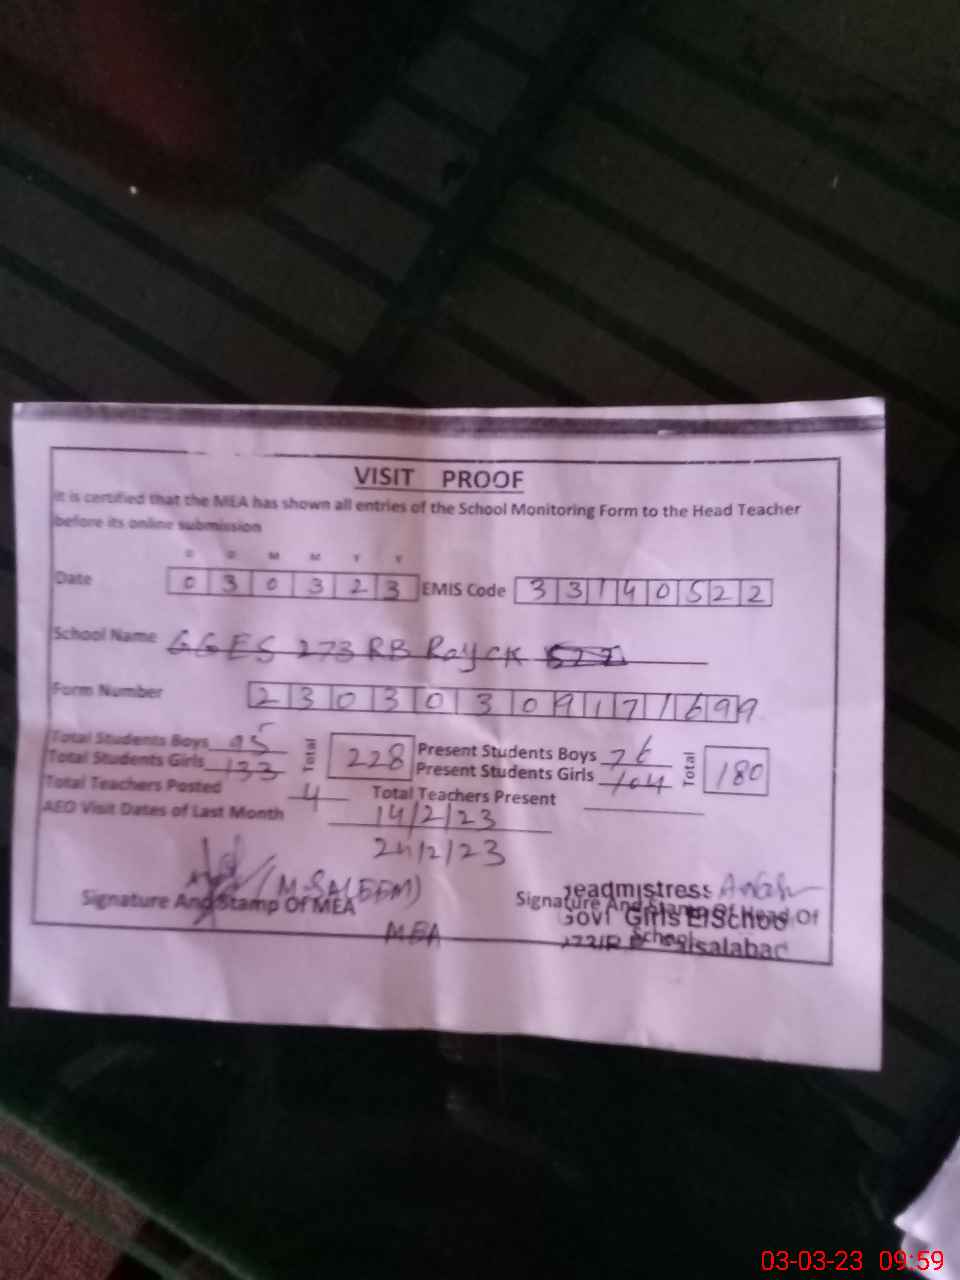 VISIT PROOF
It is certified that the MEA has shown all entries of the School Monitoring Form to the Head Teacher
before its online submission
D D M M Y Y
Date 0 3 0 3 2 3 EMIS Code 3 3 1 4 0 5 2 2
School Name GGES 273 RB
Form Number 2 3 0 3 0 3 0 9 1 7 1 6 9 9
Total Students Boys 95 Total 228 Present Students Boys 76 Total 180
Total Students Girls 133 Present Students Girls 104
Total Teachers Posted 4 Total Teachers Present
AEO Visit Dates of Last Month 14/2/23
24/2/23
(M-SALEEM)
Signature And Stamp Of MEA
MEA
Headmistress
Signature And Stamp Of Head Of
School
Govt Girls E/School
03-03-23 09:59